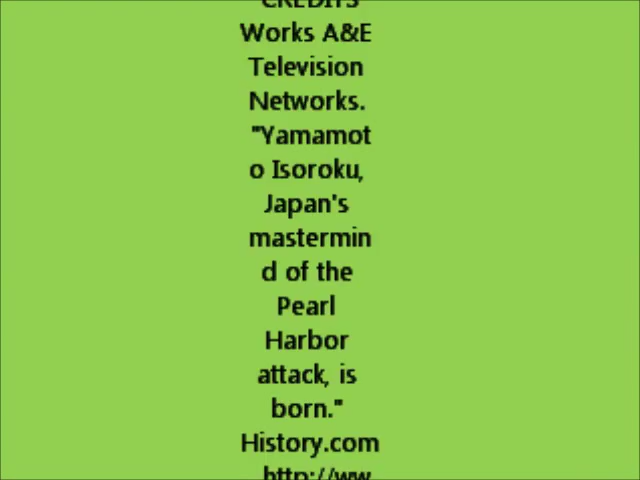 CREDITS
Works A&E
Television
Networks.
"Yamamot
o Isoroku,
Japan's
mastermin
d of the
Pearl
Harbor
attack, is
born."
History.com
http://ww